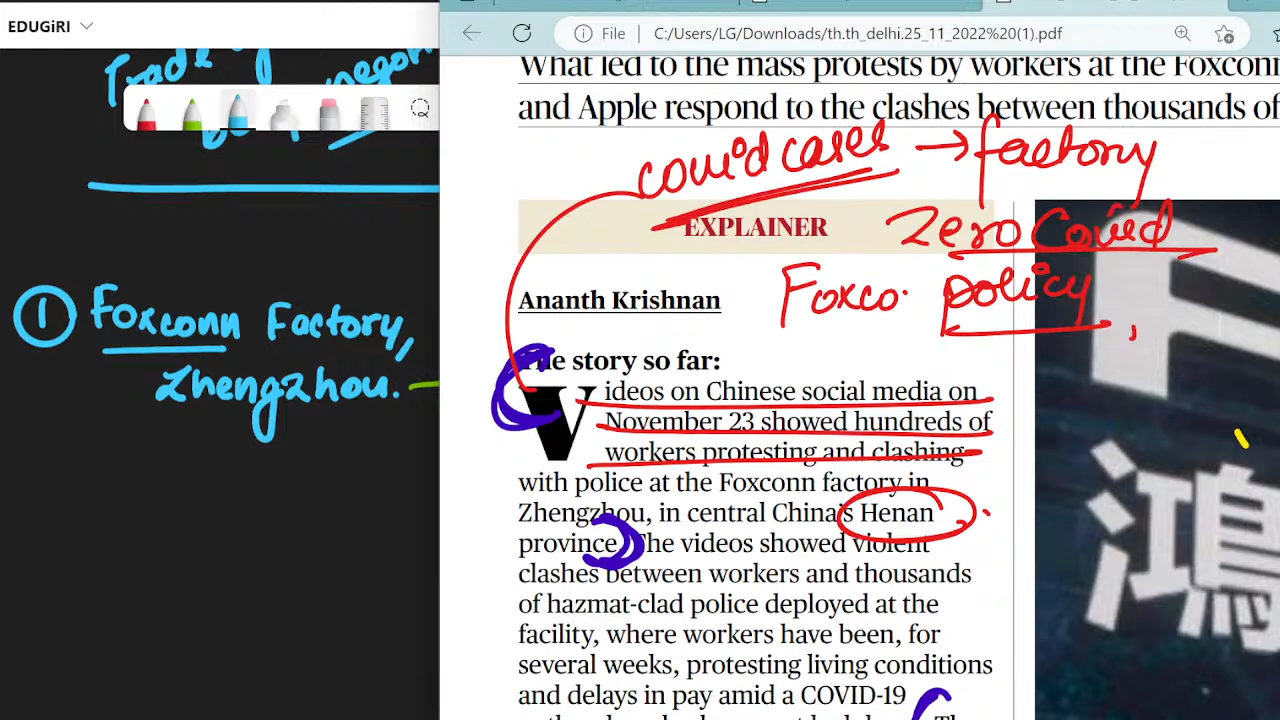 EDUGiRI
File
C:/Users/LG/Downloads/th.th_delhi.25_11_2022%20(1).pdf
Trade
① Foxconn Factory,
Zhengzhou.
What led to the mass protests by workers at the Foxconn
and Apple respond to the clashes between thousands of
covid cases → factory
Zero Covid
policy,
Foxco.
EXPLAINER
Ananth Krishnan
The story so far:
Videos on Chinese social media on
November 23 showed hundreds of
workers protesting and clashing
with police at the Foxconn factory in
Zhengzhou, in central China's Henan
province. The videos showed violent
clashes between workers and thousands
of hazmat-clad police deployed at the
facility, where workers have been, for
several weeks, protesting living conditions
and delays in pay amid a COVID-19
鴻